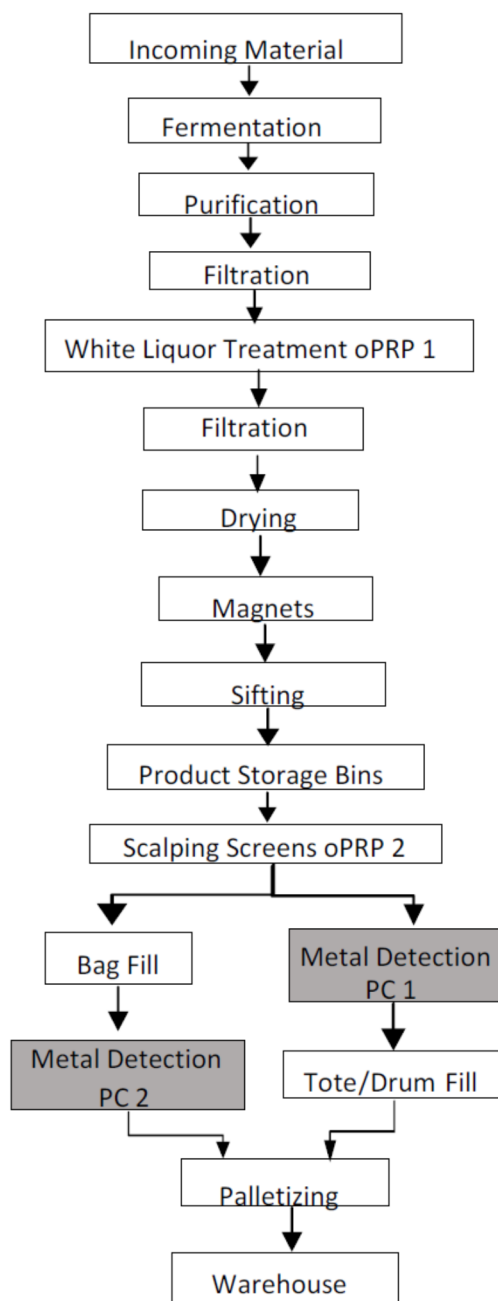 Incoming Material
Fermentation
Purification
Filtration
White Liquor Treatment oPRP 1
Filtration
Drying
Magnets
Sifting
Product Storage Bins
Scalping Screens oPRP 2
Bag Fill
Metal Detection
PC 1
Metal Detection
PC 2
Tote/Drum Fill
Palletizing
Warehouse